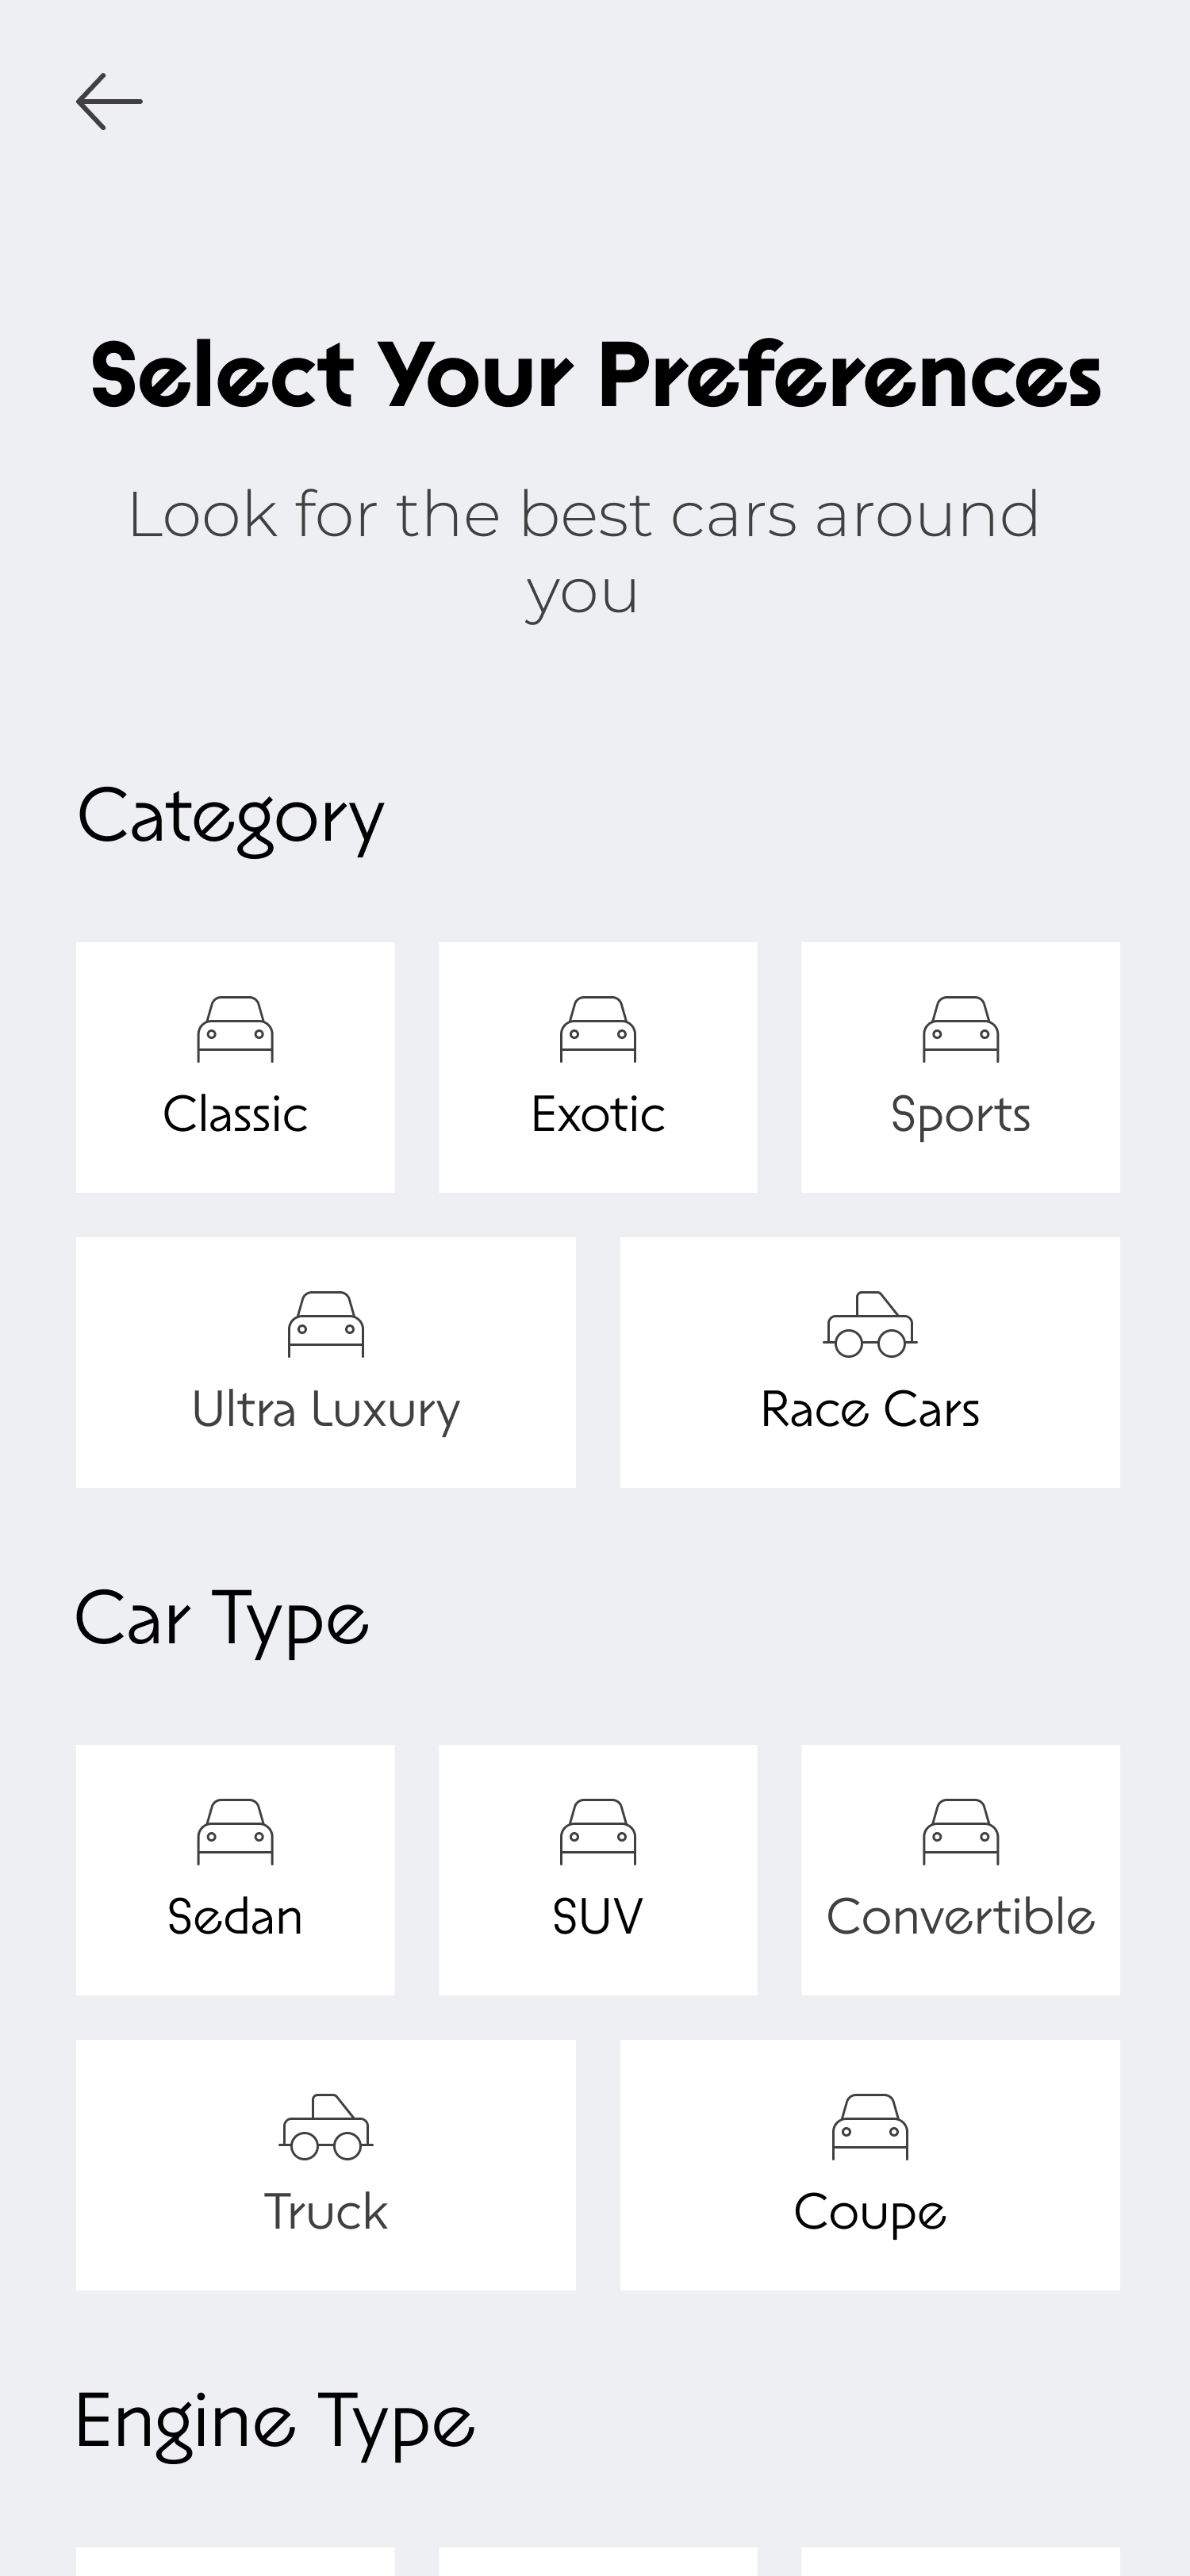 Select Your Preferences
Look for the best cars around
you
Category
Classic
Exotic
Sports
Ultra Luxury
Race Cars
Car Type
Sedan
SUV
Convertible
Truck
Coupe
Engine Type